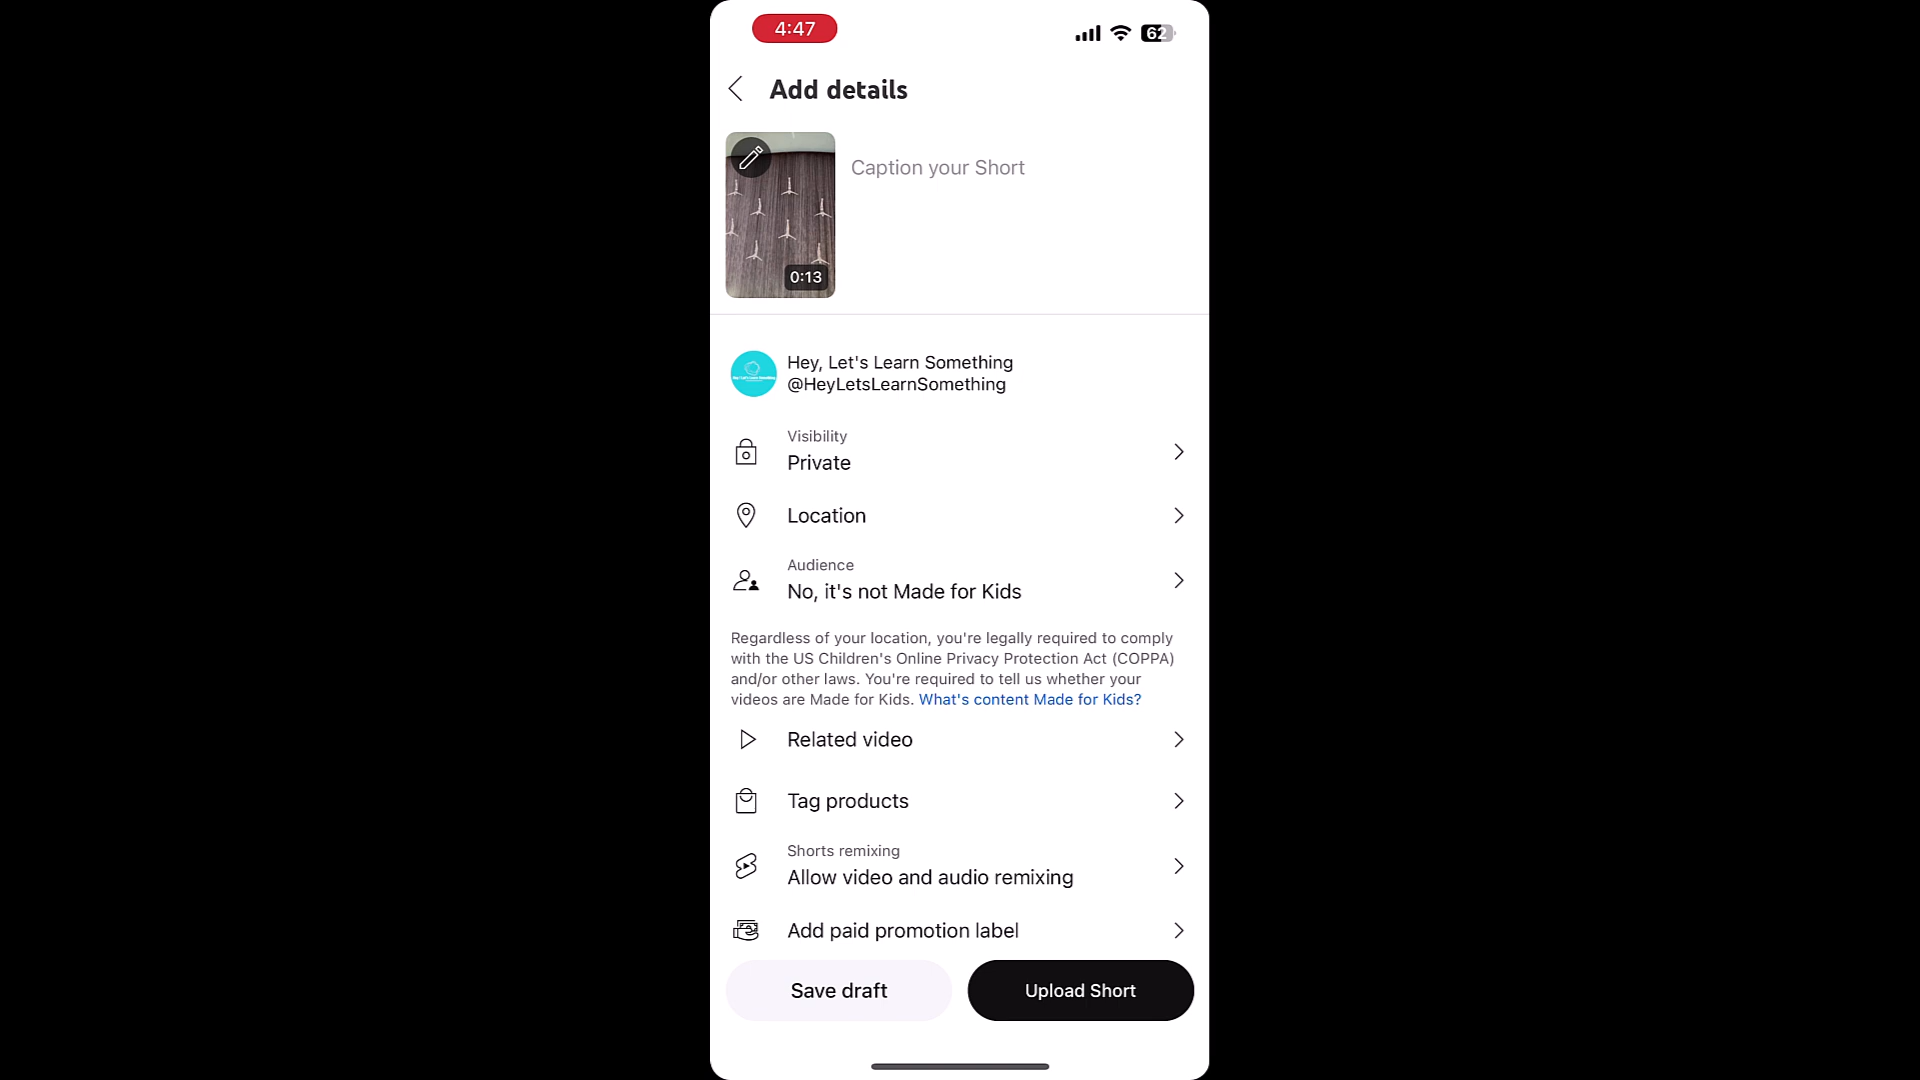 4:47
62
Add details
Caption your Short
0:13
Hey, Let's Learn Something
@HeyLetsLearnSomething
Visibility
Private
Location
Audience
No, it's not Made for Kids
Regardless of your location, you're legally required to comply
with the US Children's Online Privacy Protection Act (COPPA)
and/or other laws. You're required to tell us whether your
videos are Made for Kids. What's content Made for Kids?
Related video
Tag products
Shorts remixing
Allow video and audio remixing
Add paid promotion label
Save draft
Upload Short